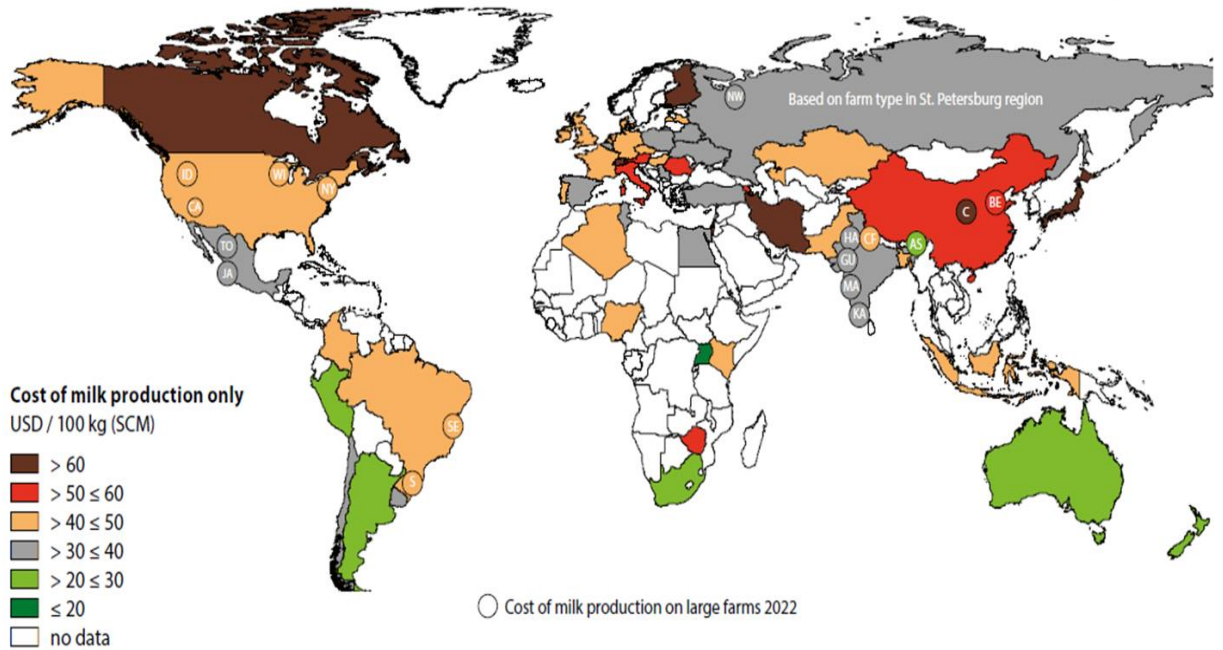 NW
Based on farm type in St. Petersburg region
ID
WI
NY
CA
BE
C
HA
CF
AS
TO
GU
JA
MA
KA
SE
S
Cost of milk production only
USD / 100 kg (SCM)
> 60
> 50 ≤ 60
> 40 ≤ 50
> 30 ≤ 40
> 20 ≤ 30
≤ 20
no data
Cost of milk production on large farms 2022